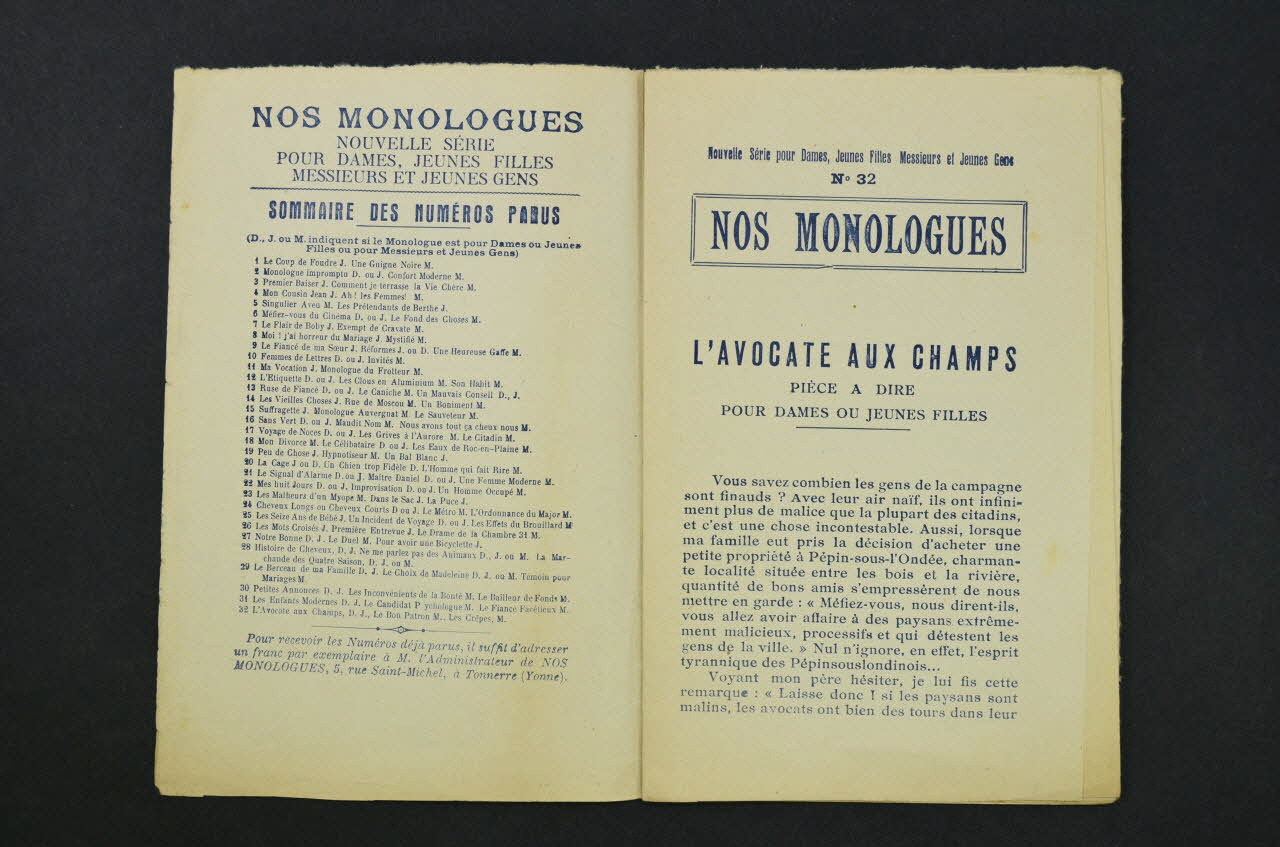 NOS MONOLOGUES
NOUVELLE SÉRIE
POUR DAMES, JEUNES FILLES
MESSIEURS ET JEUNES GENS
SOMMAIRE DES NUMÉROS PARUS
(D., J. ou M. indiquent si le Monologue est pour Dames ou Jeunes
Filles ou pour Messieurs et Jeunes Gens)
1 Le Coup de Foudre J. Une Guigne Noire M.
2 Monologue impromptu D. ou J. Confort Moderne M.
3 Premier Baiser J. Comment je terrasse la Vie Chère M.
4 Mon Cousin Jean J. Ah ! les Femmes! M.
5 Singulier Aveu M. Les Prétendants de Berthe J.
6 Méfiez-vous du Cinéma D. ou J. Le Fond des Choses M.
7 Le Flair de Boby J. Exempt de Cravate M.
8 Moi ! j'ai horreur du Mariage J. Mystifié M.
9 Le Fiancé de ma Sœur J. Réformes J. ou D. Une Heureuse Gaffe M.
10 Femmes de Lettres D. ou J. Invités M.
11 Ma Vocation J. Monologue du Frotteur M.
12 L'Etiquette D. ou J. Les Clous en Aluminium M. Son Habit M.
13 Ruse de Fiancé D. ou J. Le Caniche M. Un Mauvais Conseil D., J.
14 Les Vieilles Choses J. Rue de Moscou M. Un Boniment M.
15 Suffragette J. Monologue Auvergnat M. Le Sauveteur M.
16 Sans Vert D. ou J. Maudit Nom M. Nous avons tout ça cheux nous M.
17 Voyage de Noces D. ou J. Les Grives à l'Aurore M. Le Citadin M.
18 Mon Divorce M. Le Célibataire D. ou J. Les Eaux de Roc-en-Plaine M.
19 Peu de Chose J. Hypnotiseur M. Un Bal Blanc J.
20 La Cage J ou D. Un Chien trop Fidèle D. L'Homme qui fait Rire M.
21 Le Signal d'Alarme D. ou J. Maître Daniel D. ou J. Une Femme Moderne M.
22 Mes huit Jours D. ou J. Improvisation D. ou J. Un Homme Occupé M.
23 Les Malheurs d'un Myope M. Dans le Sac J. La Puce J.
24 Cheveux Longs ou Cheveux Courts D ou J. Le Métro M. L'Ordonnance du Major M.
25 Les Seize Ans de Bébé J. Un Incident de Voyage D. ou J. Les Effets du Brouillard M
26 Les Mots Croisés J. Première Entrevue J. Le Drame de la Chambre 31 M.
27 Notre Bonne D. J. Le Duel M. Pour avoir une Bicyclette J.
28 Histoire de Cheveux, D, J. Ne me parlez pas des Animaux D., J. ou M. La Mar-
chande des Quatre Saison, D. J. ou M.
29 Le Berceau de ma Famille D. J. Le Choix de Madeleine D. J. ou M. Témoin pour
Mariages M.
30 Petites Annonces D. J. Les Inconvénients de la Bonté M. Le Bailleur de Fonds M.
31 Les Enfants Modernes D. J. Le Candidat P ychologue M. Le Fiancé Facétieux M.
32 L'Avocate aux Champs, D. J., Le Bon Patron M.. Les Crêpes, M.
Pour recevoir les Numéros déjà parus, il suffit d'adresser
un franc par exemplaire à M. l'Administrateur de NOS
MONOLOGUES, 5, rue Saint-Michel, à Tonnerre (Yonne).
Nouvelle Série pour Dames, Jeunes Filles Messieurs et Jeunes Gens
N° 32
NOS MONOLOGUES
L'AVOCATE AUX CHAMPS
PIÈCE A DIRE
POUR DAMES OU JEUNES FILLES
Vous savez combien les gens de la campagne
sont finauds ? Avec leur air naïf, ils ont infini-
ment plus de malice que la plupart des citadins,
et c'est une chose incontestable. Aussi, lorsque
ma famille eut pris la décision d'acheter une
petite propriété à Pépin-sous-l'Ondée, charman-
te localité située entre les bois et la rivière,
quantité de bons amis s'empressèrent de nous
mettre en garde : « Méfiez-vous, nous dirent-ils,
vous allez avoir affaire à des paysans extrême-
ment malicieux, processifs et qui détestent les
gens de la ville. » Nul n'ignore, en effet, l'esprit
tyrannique des Pépinsouslondinois...
Voyant mon père hésiter, je lui fis cette
remarque : « Laisse donc ! si les paysans sont
malins, les avocats ont bien des tours dans leur